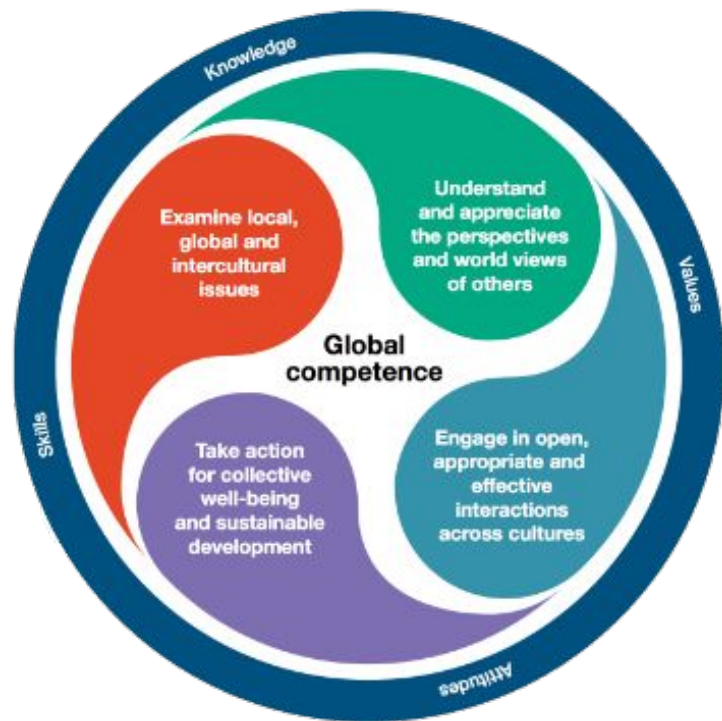 Knowledge
Examine local,
global and
intercultural
issues
Understand
and appreciate
the perspectives
and world views
of others
Values
Global
competence
Skills
Take action
for collective
well-being
and sustainable
development
Engage in open,
appropriate and
effective
interactions
across cultures
Attitudes